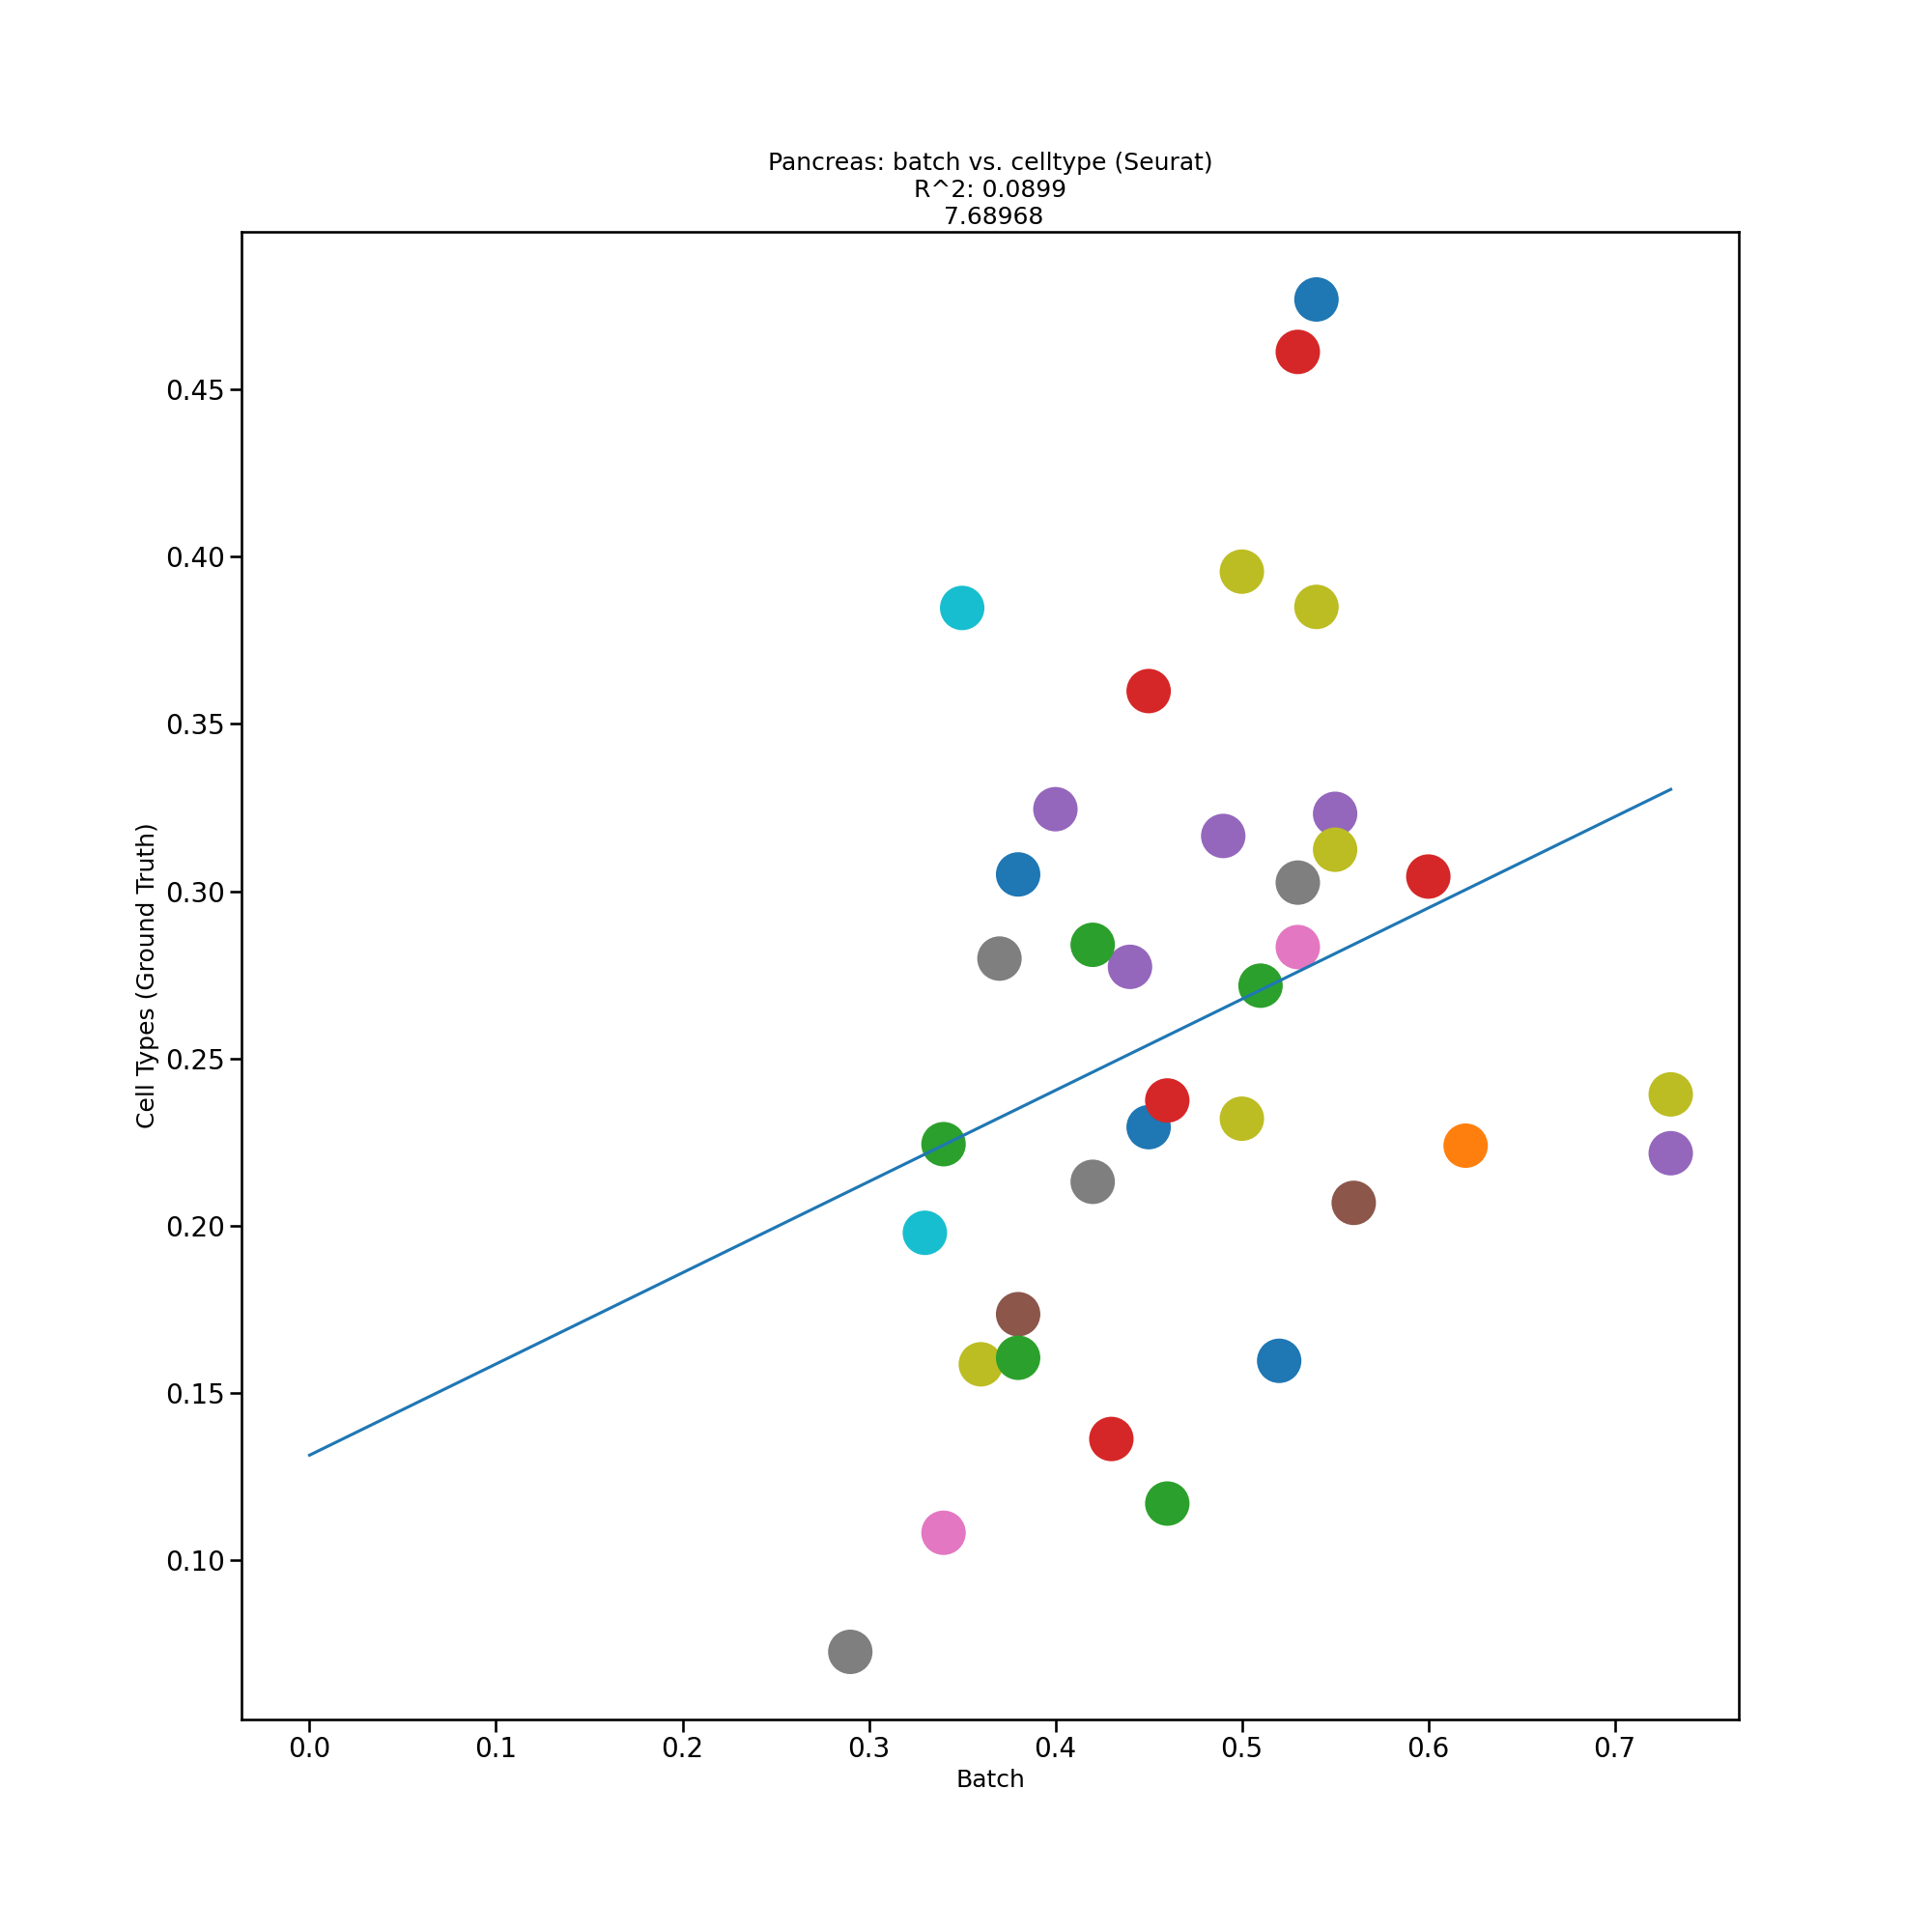 Pancreas: batch vs. celltype (Seurat)
R^2: 0.0899
7.68968
Cell Types (Ground Truth)
0.45
0.40
0.35
0.30
0.25
0.20
0.15
0.10
0.0 0.1 0.2 0.3 0.4 0.5 0.6 0.7
Batch